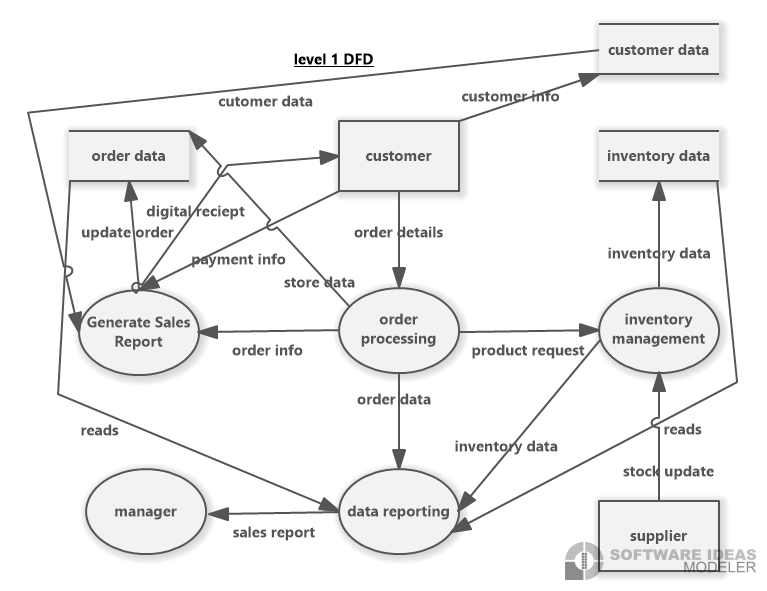 level 1 DFD
customer data
cutomer data
customer info
order data
customer
inventory data
digital reciept
update order
order details
payment info
inventory data
store data
Generate Sales
Report
order
processing
inventory
management
order info
product request
order data
reads
reads
inventory data
stock update
manager
data reporting
sales report
supplier
SOFTWARE IDEAS
MODELER